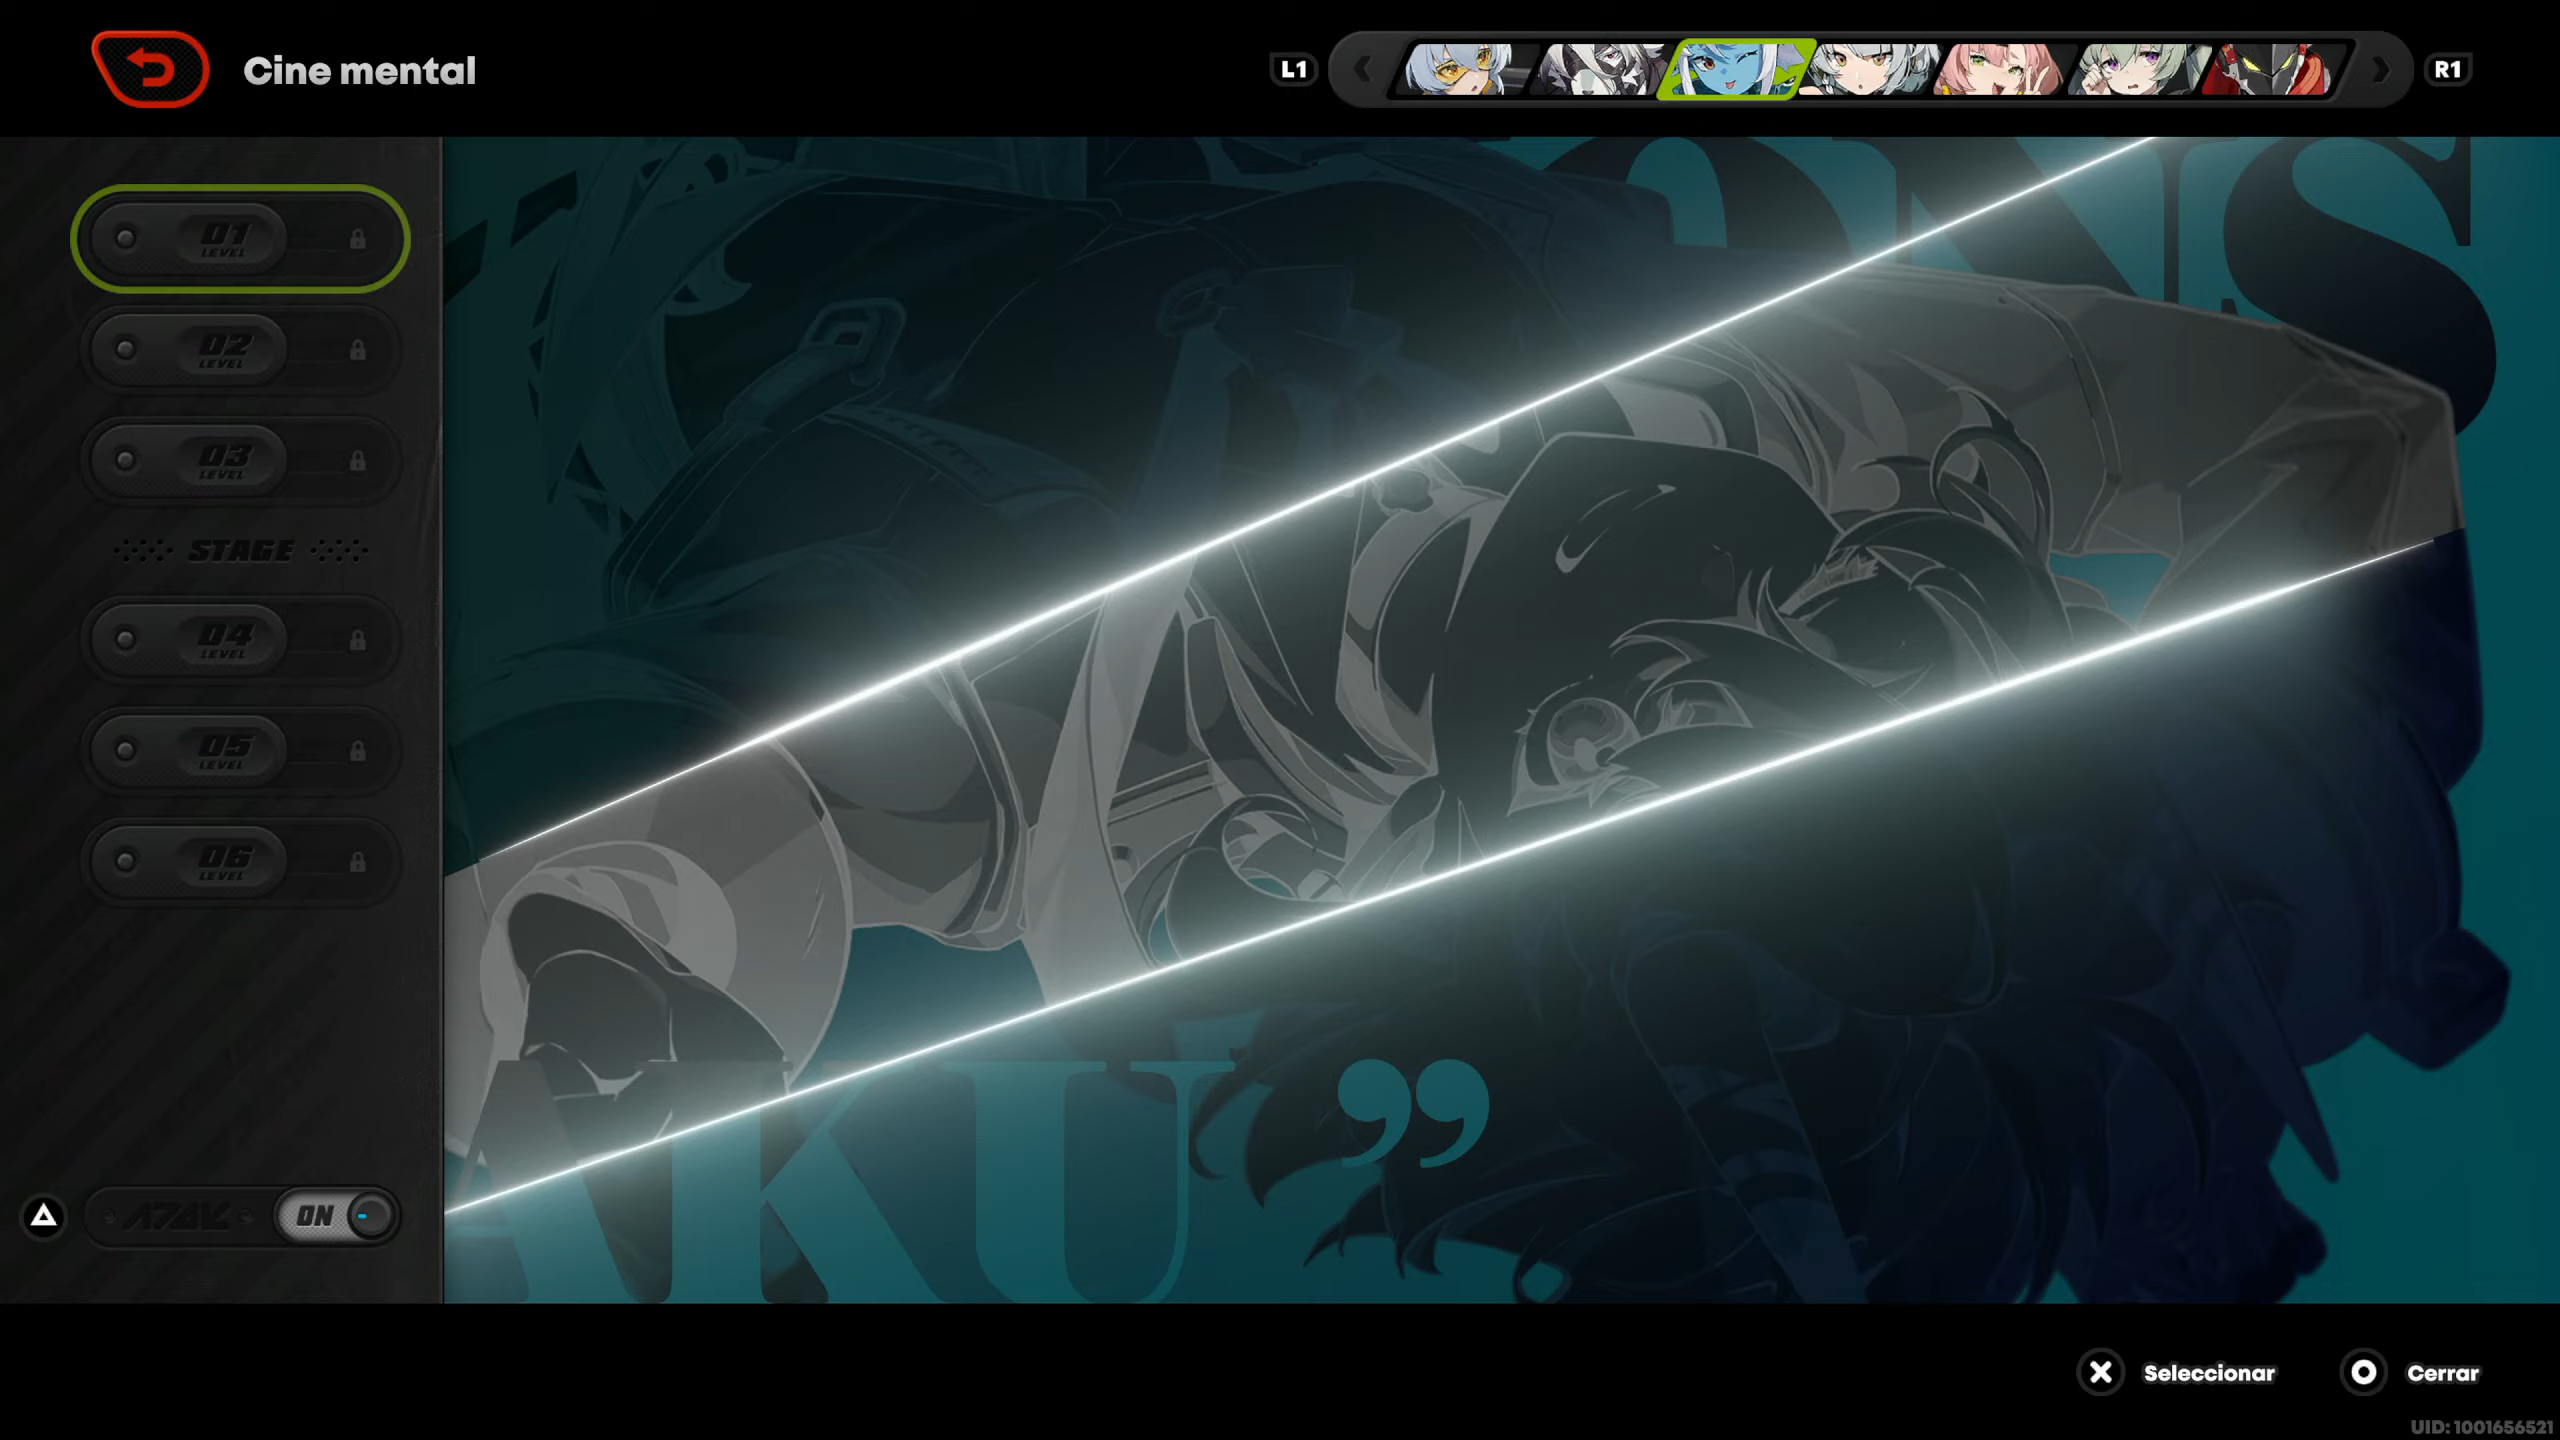 Cine mental
L1
R1
ONS
01
LEVEL
02
LEVEL
03
LEVEL
STAGE
04
LEVEL
05
LEVEL
06
LEVEL
AKU ”
ON
Seleccionar
Cerrar
UID: 1001656521